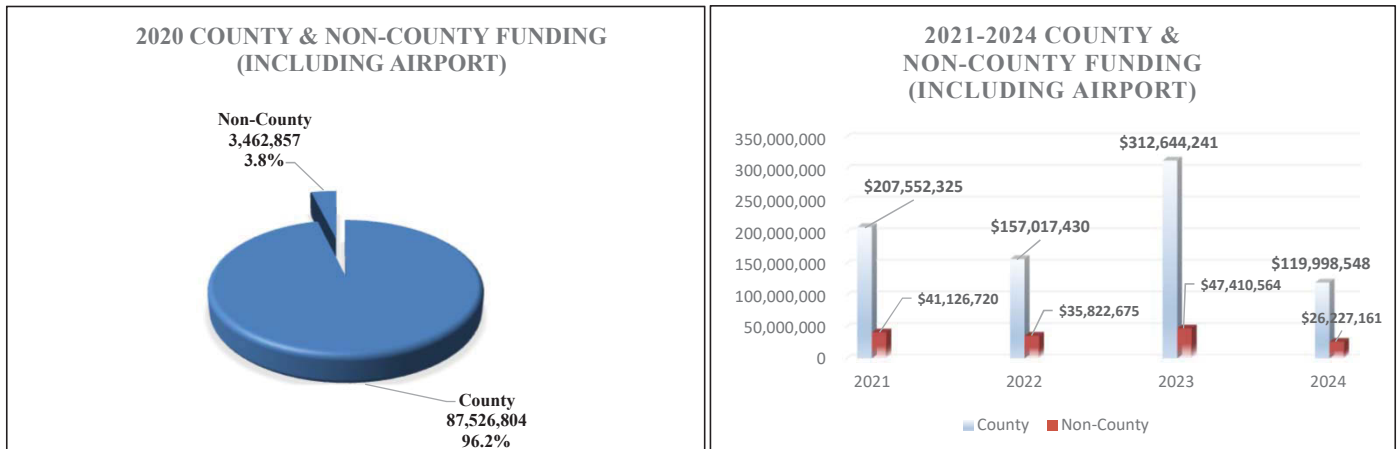 2020 COUNTY & NON-COUNTY FUNDING
(INCLUDING AIRPORT)
Non-County
3,462,857
3.8%
County
87,526,804
96.2%
2021-2024 COUNTY &
NON-COUNTY FUNDING
(INCLUDING AIRPORT)
350,000,000
300,000,000
250,000,000
200,000,000
150,000,000
100,000,000
50,000,000
0
$207,552,325
$41,126,720
$157,017,430
$35,822,675
$312,644,241
$47,410,564
$119,998,548
$26,227,161
2021
2022
2023
2024
County
Non-County